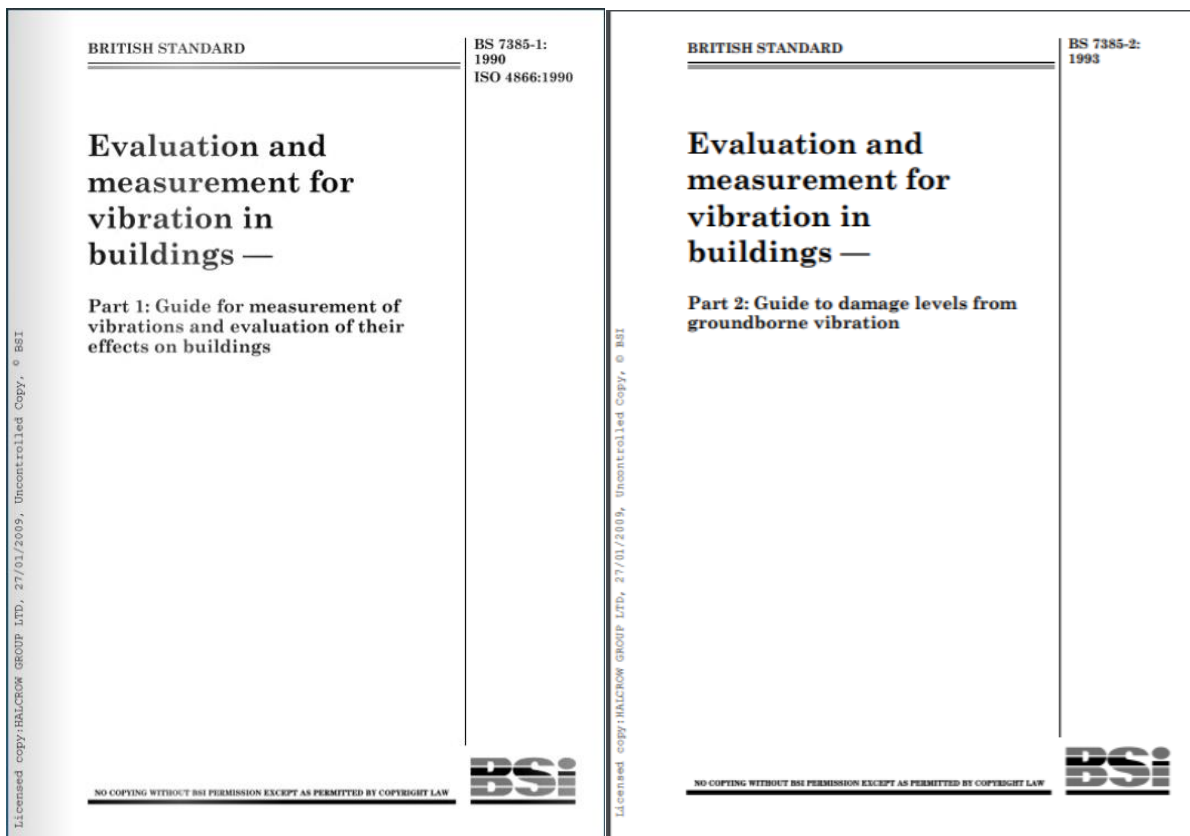 BRITISH STANDARD
BS 7385-1:
1990
ISO 4866:1990
Evaluation and
measurement for
vibration in
buildings —
Part 1: Guide for measurement of
vibrations and evaluation of their
effects on buildings
Licensed copy:HALCROW GROUP LTD, 27/01/2009, Uncontrolled Copy, © BSI
NO COPYING WITHOUT BSI PERMISSION EXCEPT AS PERMITTED BY COPYRIGHT LAW
BSi
BRITISH STANDARD
BS 7385-2:
1993
Evaluation and
measurement for
vibration in
buildings —
Part 2: Guide to damage levels from
groundborne vibration
Licensed copy:HALCROW GROUP LTD, 27/01/2009, Uncontrolled Copy, © BSI
NO COPYING WITHOUT BSI PERMISSION EXCEPT AS PERMITTED BY COPYRIGHT LAW
BSi